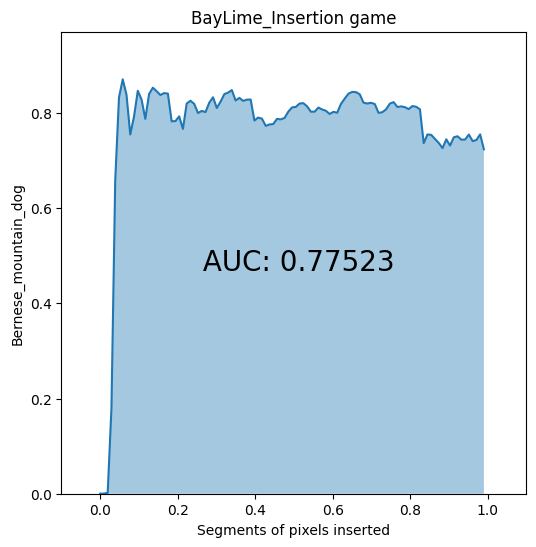 BayLime_Insertion game
Bernese_mountain_dog
0.8
0.6
0.4
0.2
0.0
AUC: 0.77523
0.0 0.2 0.4 0.6 0.8 1.0
Segments of pixels inserted